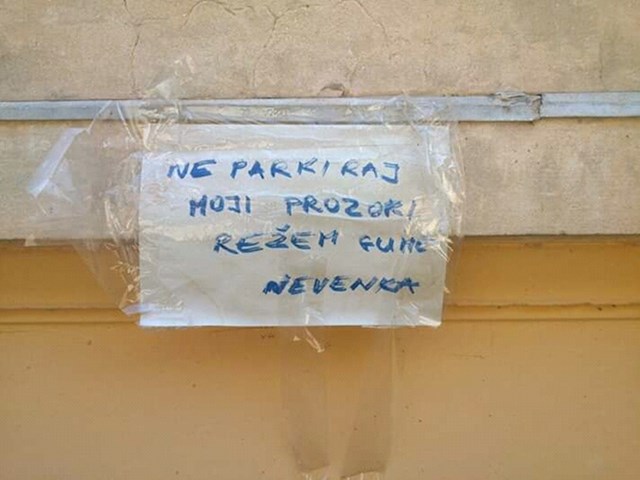 NE PARKIRAJ
MOJI PROZORI
REŽEM GUME
NEVENKA